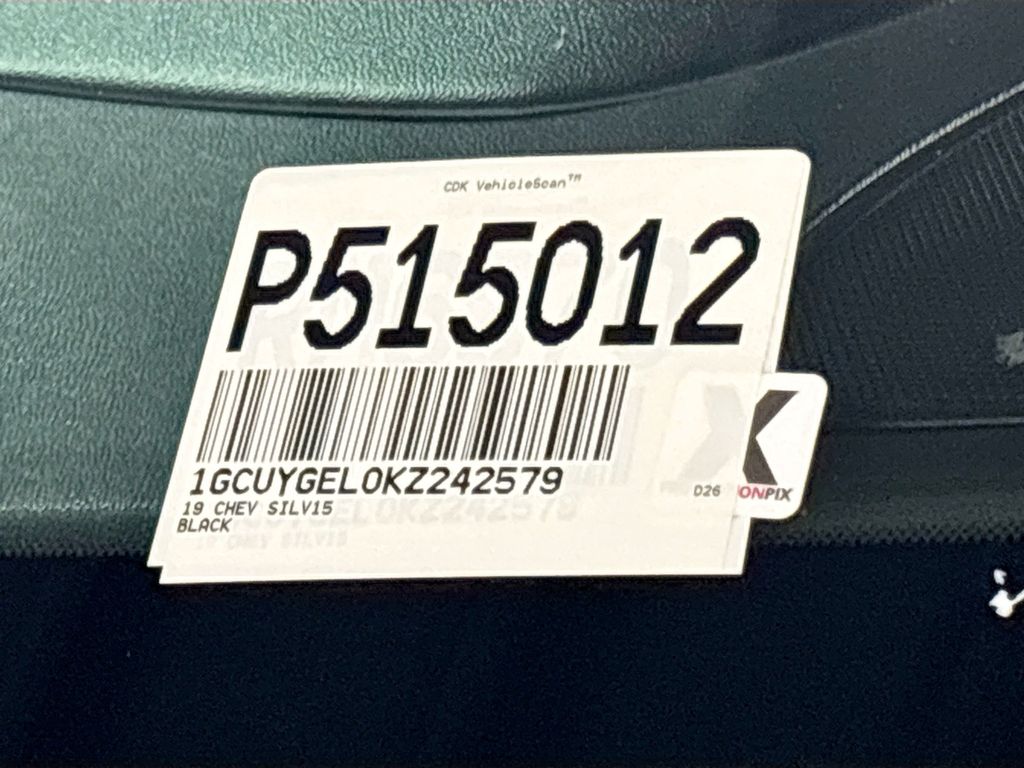 CDK VehicleScan™
P515012
1GCUYGEL0KZ242579
19 CHEV SILV15
BLACK
D26
ONPIX